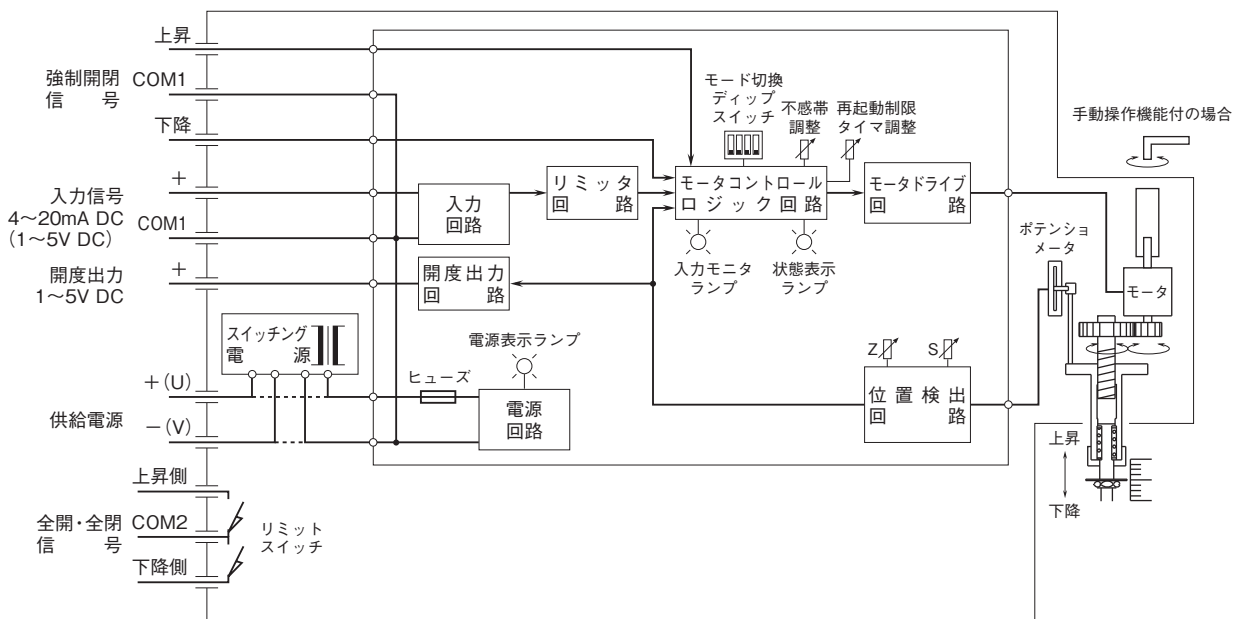 上昇
強制開閉 COM1
信 号
下降
+
入力信号
4〜20mA DC
(1〜5V DC)
COM1
開度出力
1〜5V DC
+
スイッチング
電 源
+(U)
供給電源
−(V)
上昇側
全開・全閉 COM2
信 号
下降側
リミット
スイッチ
入力
回路
リミッタ
回 路
開度出力
回 路
電源表示ランプ
ヒューズ
電源
回路
モード切換
ディップ
スイッチ
不感帯
調整
再起動制限
タイマ調整
モータコントロール
ロジック回路
入力モニタ
ランプ
状態表示
ランプ
モータドライブ
回 路
Z
S
位置検出
回 路
手動操作機能付の場合
ポテンショ
メータ
モータ
上昇
下降